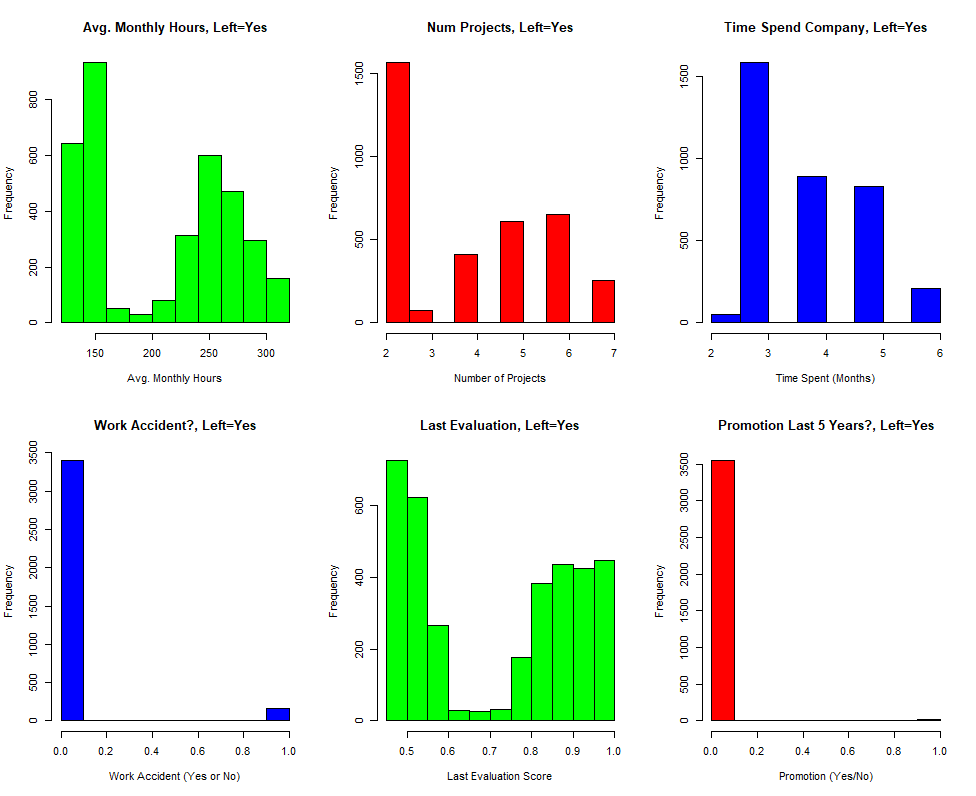 Avg. Monthly Hours, Left=Yes
Frequency
0 200 400 600 800
150 200 250 300
Avg. Monthly Hours
Num Projects, Left=Yes
Frequency
0 500 1000 1500
2 3 4 5 6 7
Number of Projects
Time Spend Company, Left=Yes
Frequency
0 500 1000 1500
2 3 4 5 6
Time Spent (Months)
Work Accident?, Left=Yes
Frequency
0 500 1000 1500 2000 2500 3000 3500
0.0 0.2 0.4 0.6 0.8 1.0
Work Accident (Yes or No)
Last Evaluation, Left=Yes
Frequency
0 200 400 600
0.5 0.6 0.7 0.8 0.9 1.0
Last Evaluation Score
Promotion Last 5 Years?, Left=Yes
Frequency
0 500 1000 1500 2000 2500 3000 3500
0.0 0.2 0.4 0.6 0.8 1.0
Promotion (Yes/No)